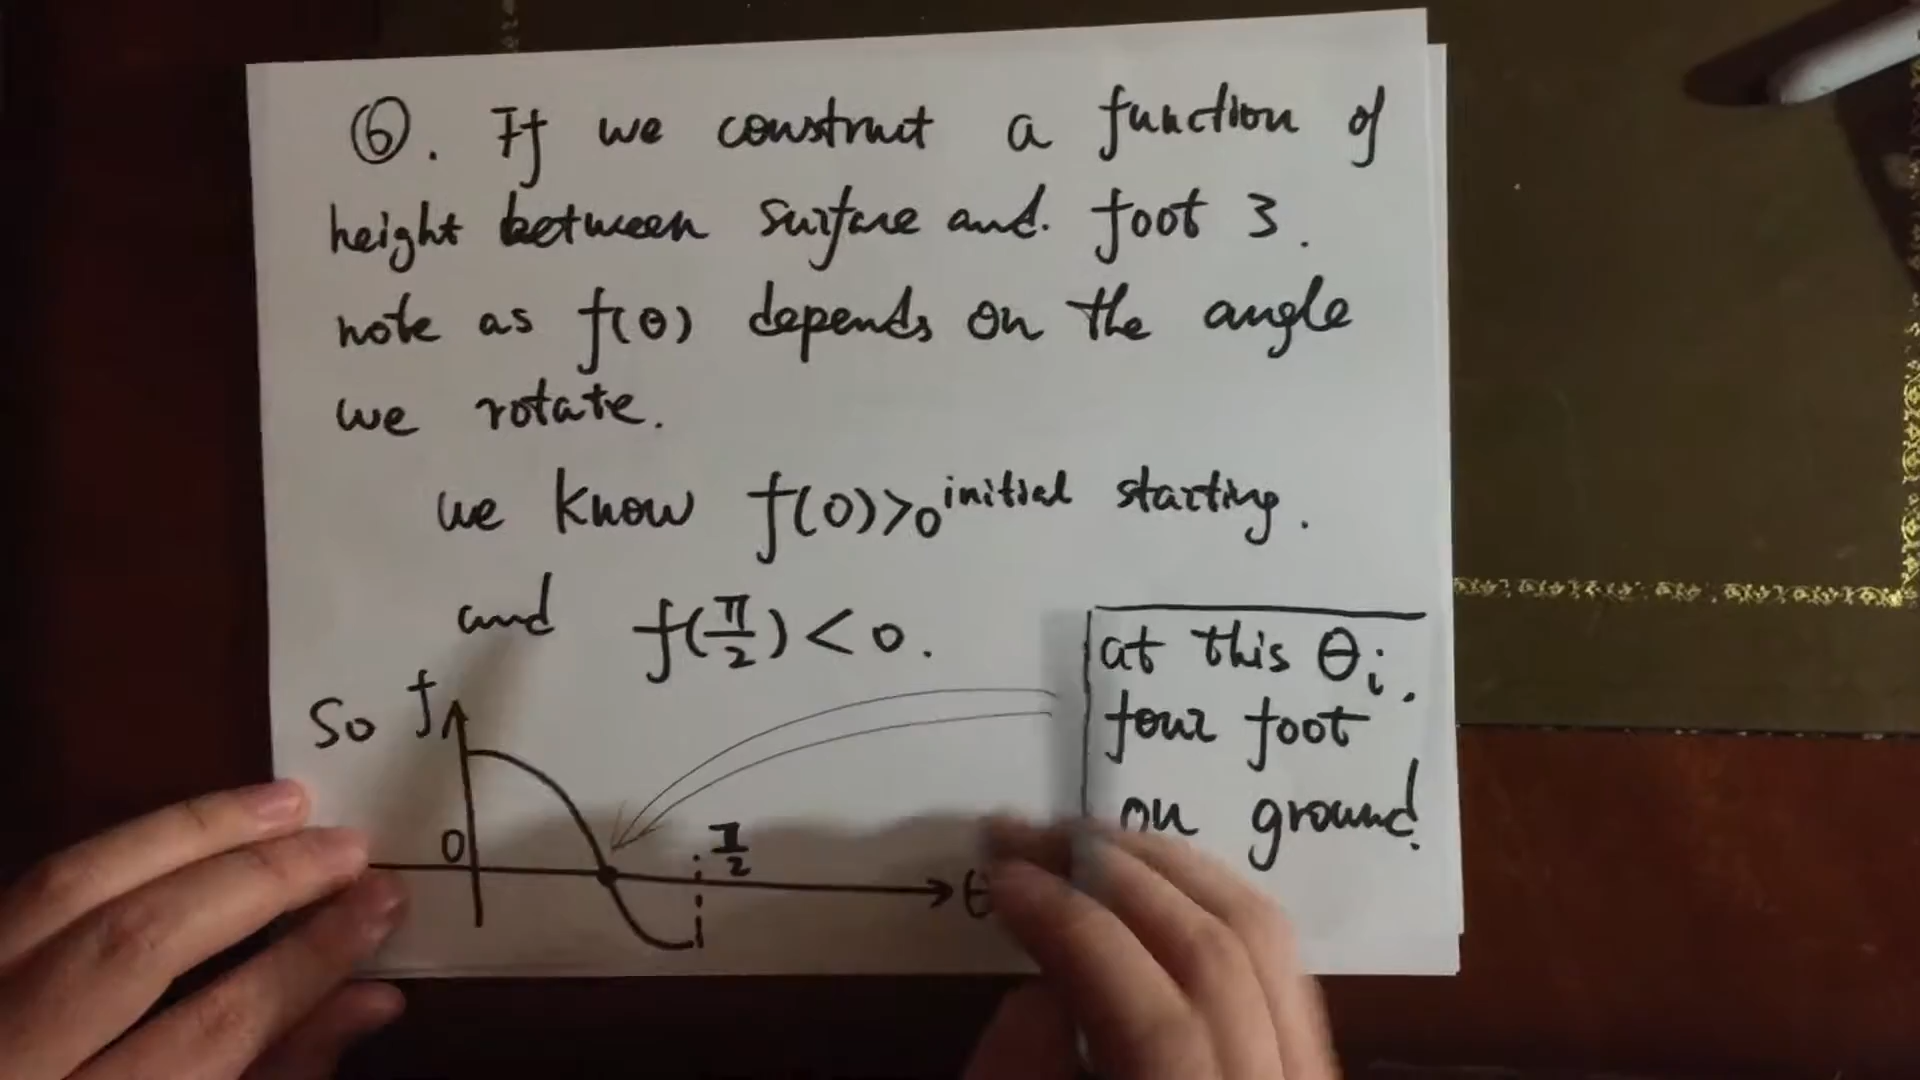 ⑥. If we construct a function of
height between surface and. foot 3.
note as f(θ) depends on the angle
we rotate.
we know f(0)>0 initial starting.
and f(π/2) < 0.
So f
0
π/2
θ
at this θi.
four foot
on ground.